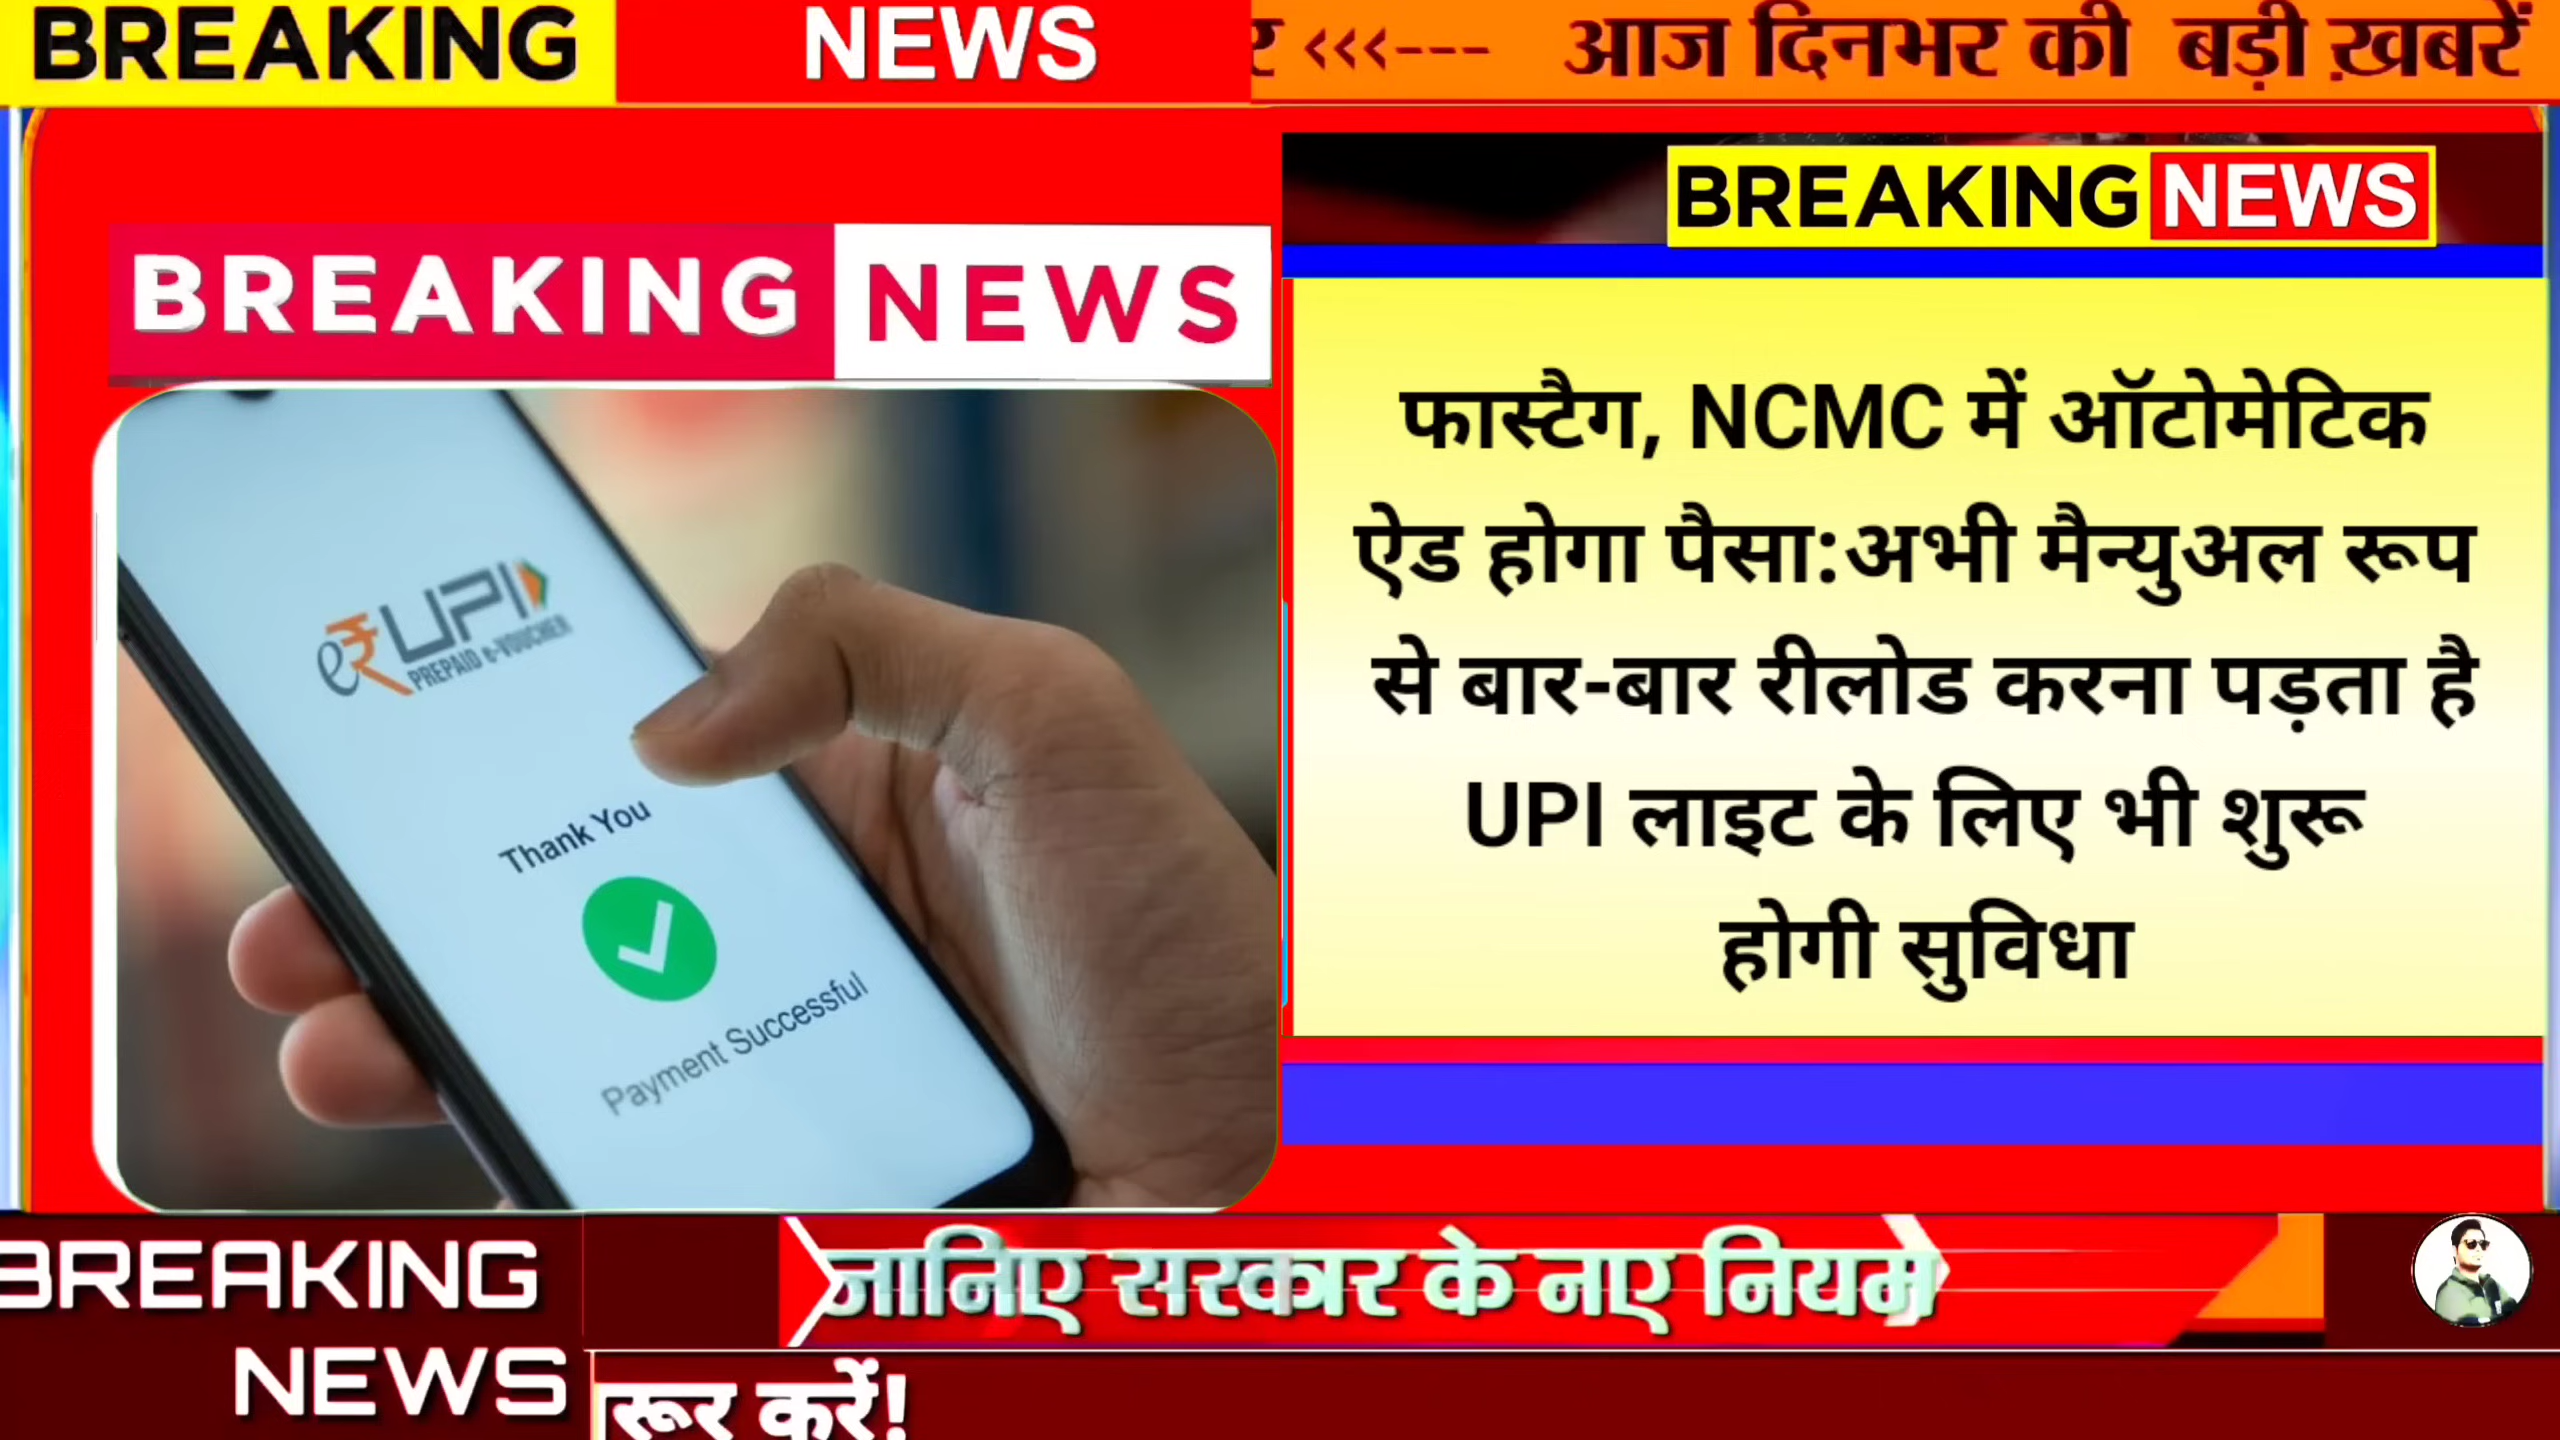 BREAKING NEWS
<<<--- आज दिनभर की बड़ी ख़बरें
BREAKING NEWS
BREAKING NEWS
फास्टैग, NCMC में ऑटोमेटिक
ऐड होगा पैसा:अभी मैन्युअल रूप
से बार-बार रीलोड करना पड़ता है
UPI लाइट के लिए भी शुरू
होगी सुविधा
e₹UPI
PREPAID e-VOUCHER
Thank You
Payment Successful
BREAKING
NEWS
जानिए सरकार के नए नियम
करें!